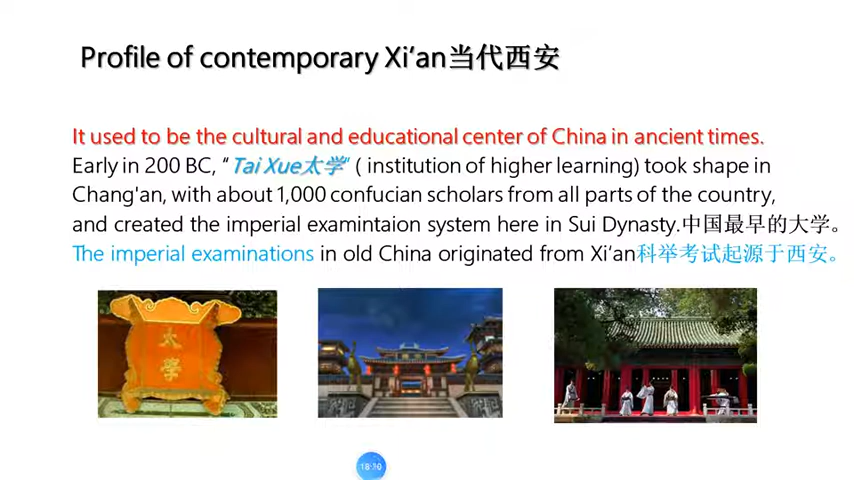 Profile of contemporary Xi'an当代西安
It used to be the cultural and educational center of China in ancient times.
Early in 200 BC, "Tai Xue太学" ( institution of higher learning) took shape in
Chang'an, with about 1,000 confucian scholars from all parts of the country,
and created the imperial examintaion system here in Sui Dynasty.中国最早的大学。
The imperial examinations in old China originated from Xi'an科举考试起源于西安。
太学